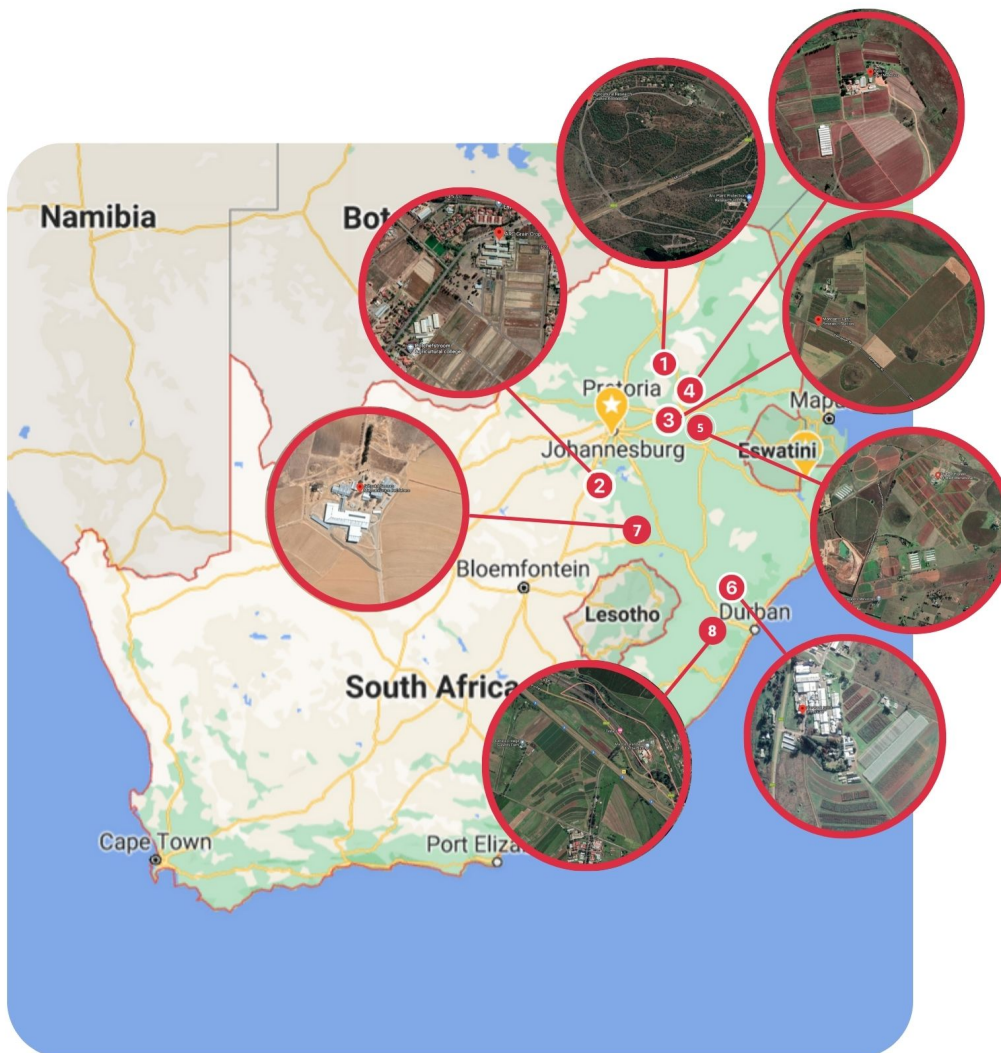 Namibia
Bot
1
4
Pretoria
3
5
Mapu
Johannesburg
Eswatini
2
7
Bloemfontein
6
Lesotho
Durban
8
South Africa
Cape Town
Port Eliza